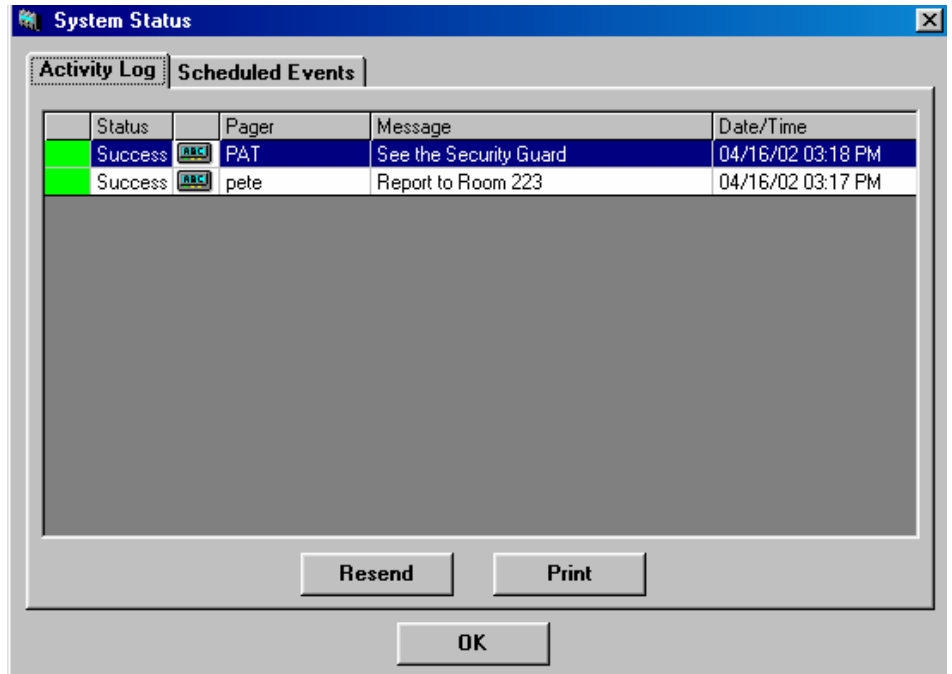 System Status
Activity Log Scheduled Events
Status Pager Message Date/Time
Success ABC PAT See the Security Guard 04/16/02 03:18 PM
Success ABC pete Report to Room 223 04/16/02 03:17 PM
Resend Print
OK